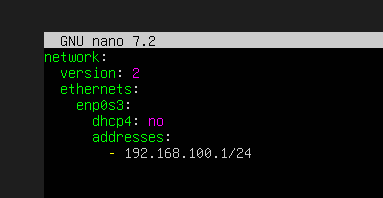 GNU nano 7.2
network:
  version: 2
  ethernets:
    enp0s3:
      dhcp4: no
      addresses:
        - 192.168.100.1/24